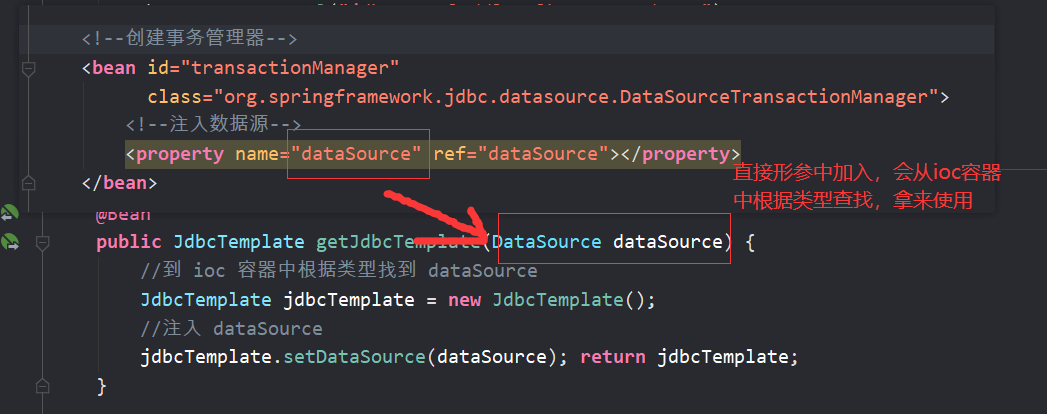 <!--创建事务管理器-->
<bean id="transactionManager"
class="org.springframework.jdbc.datasource.DataSourceTransactionManager">
<!--注入数据源-->
<property name="dataSource" ref="dataSource"></property>
</bean>
直接形参中加入，会从ioc容器
中根据类型查找，拿来使用
@Bean
public JdbcTemplate getJdbcTemplate(DataSource dataSource) {
//到 ioc 容器中根据类型找到 dataSource
JdbcTemplate jdbcTemplate = new JdbcTemplate();
//注入 dataSource
jdbcTemplate.setDataSource(dataSource); return jdbcTemplate;
}